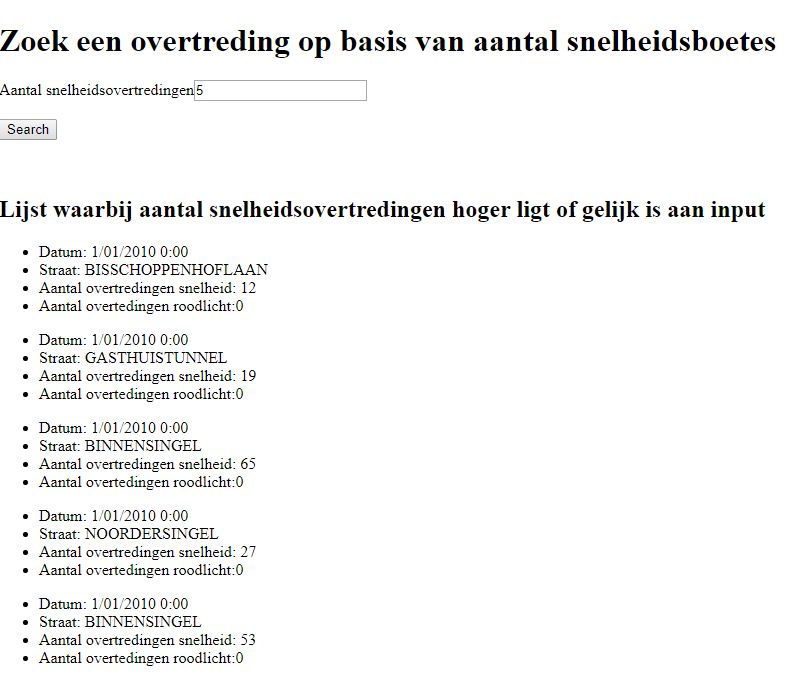 Zoek een overtreding op basis van aantal snelheidsboetes
Aantal snelheidsovertredingen 5
Search
Lijst waarbij aantal snelheidsovertredingen hoger ligt of gelijk is aan input
• Datum: 1/01/2010 0:00
• Straat: BISSCHOPPENHOFLAAN
• Aantal overtredingen snelheid: 12
• Aantal overtedingen roodlicht:0
• Datum: 1/01/2010 0:00
• Straat: GASTHUISTUNNEL
• Aantal overtredingen snelheid: 19
• Aantal overtedingen roodlicht:0
• Datum: 1/01/2010 0:00
• Straat: BINNENSINGEL
• Aantal overtredingen snelheid: 65
• Aantal overtedingen roodlicht:0
• Datum: 1/01/2010 0:00
• Straat: NOORDERSINGEL
• Aantal overtredingen snelheid: 27
• Aantal overtedingen roodlicht:0
• Datum: 1/01/2010 0:00
• Straat: BINNENSINGEL
• Aantal overtredingen snelheid: 53
• Aantal overtedingen roodlicht:0